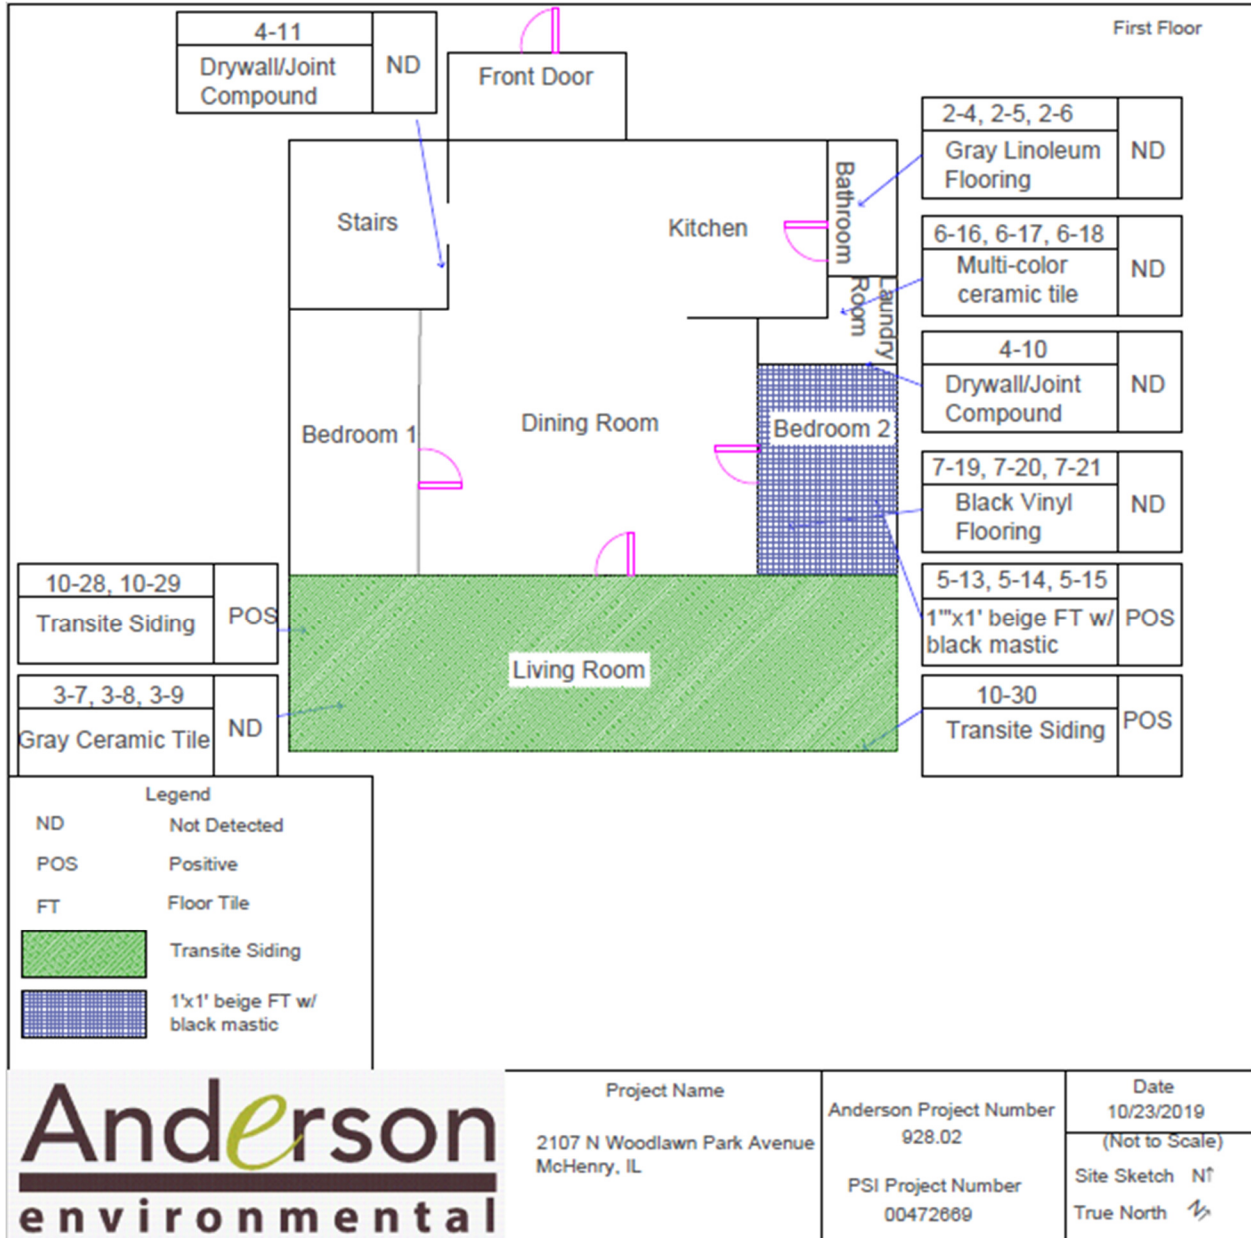 First Floor
4-11
Drywall/Joint
Compound
ND
Front Door
2-4, 2-5, 2-6
Gray Linoleum
Flooring
ND
Stairs
Kitchen
Bathroom
6-16, 6-17, 6-18
Multi-color
ceramic tile
ND
Laundry
Room
4-10
Drywall/Joint
Compound
ND
Bedroom 1
Dining Room
Bedroom 2
7-19, 7-20, 7-21
Black Vinyl
Flooring
ND
10-28, 10-29
Transite Siding
POS
5-13, 5-14, 5-15
1'"x1' beige FT w/
black mastic
POS
Living Room
3-7, 3-8, 3-9
Gray Ceramic Tile
ND
10-30
Transite Siding
POS
Legend
ND Not Detected
POS Positive
FT Floor Tile
Transite Siding
1'x1' beige FT w/
black mastic
Anderson
environmental
Project Name
2107 N Woodlawn Park Avenue
McHenry, IL
Anderson Project Number
928.02
PSI Project Number
00472669
Date
10/23/2019
(Not to Scale)
Site Sketch N↑
True North N↗